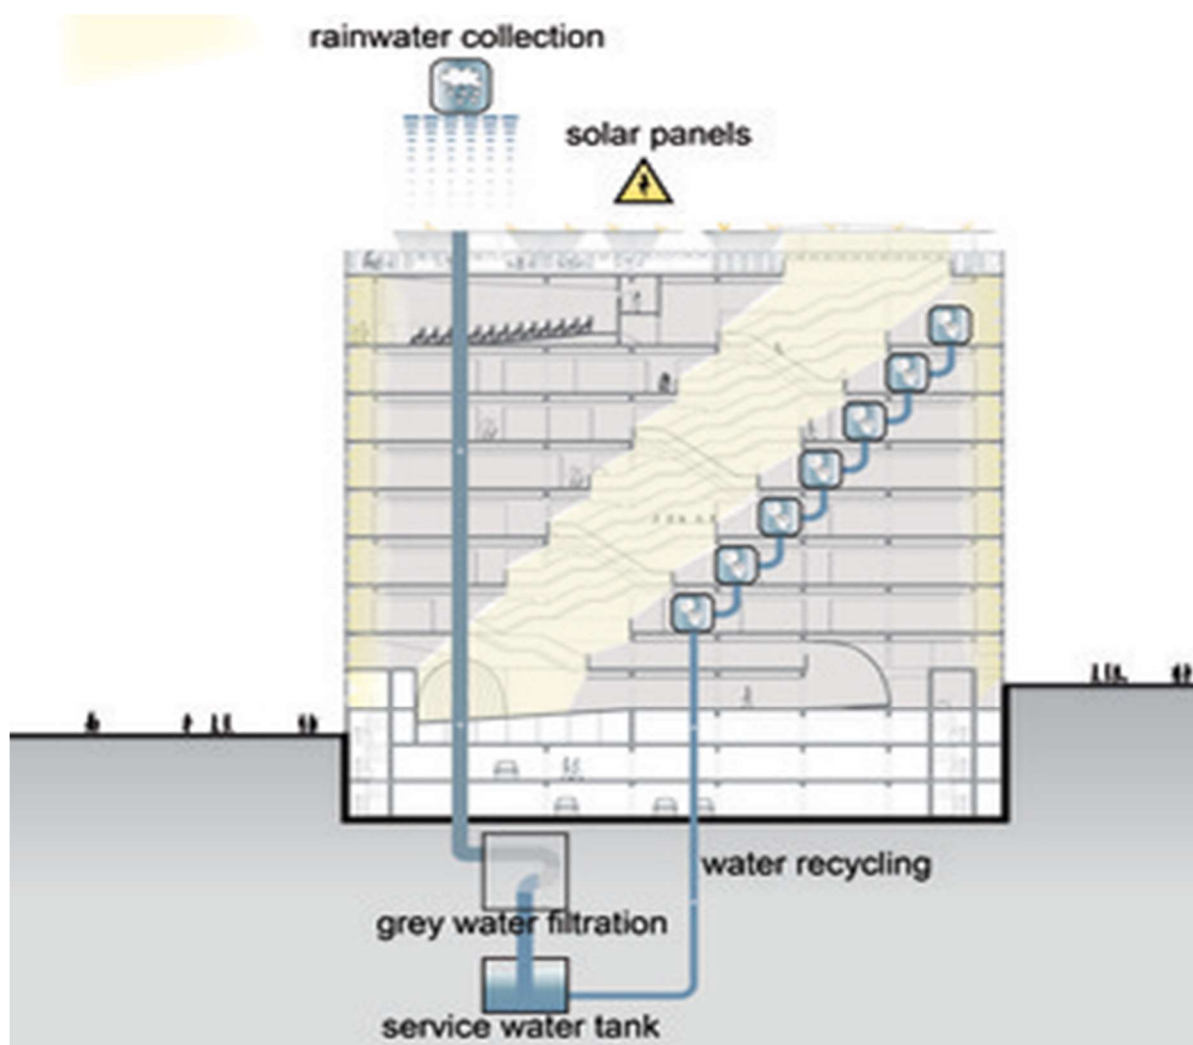 rainwater collection
solar panels
water recycling
grey water filtration
service water tank